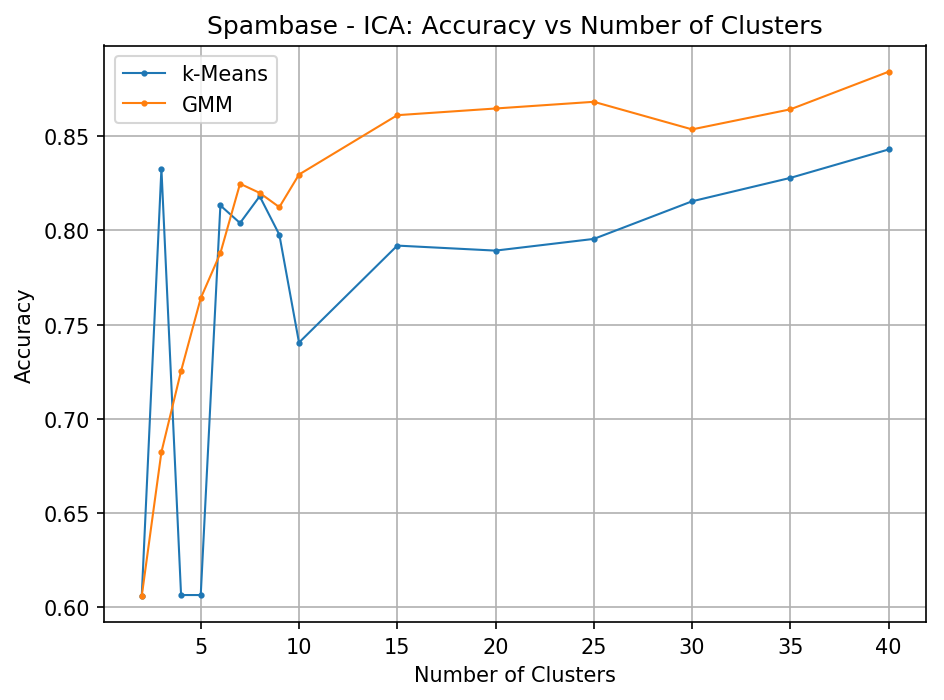 Spambase - ICA: Accuracy vs Number of Clusters
k-Means
GMM
Accuracy
0.85
0.80
0.75
0.70
0.65
0.60
5 10 15 20 25 30 35 40
Number of Clusters